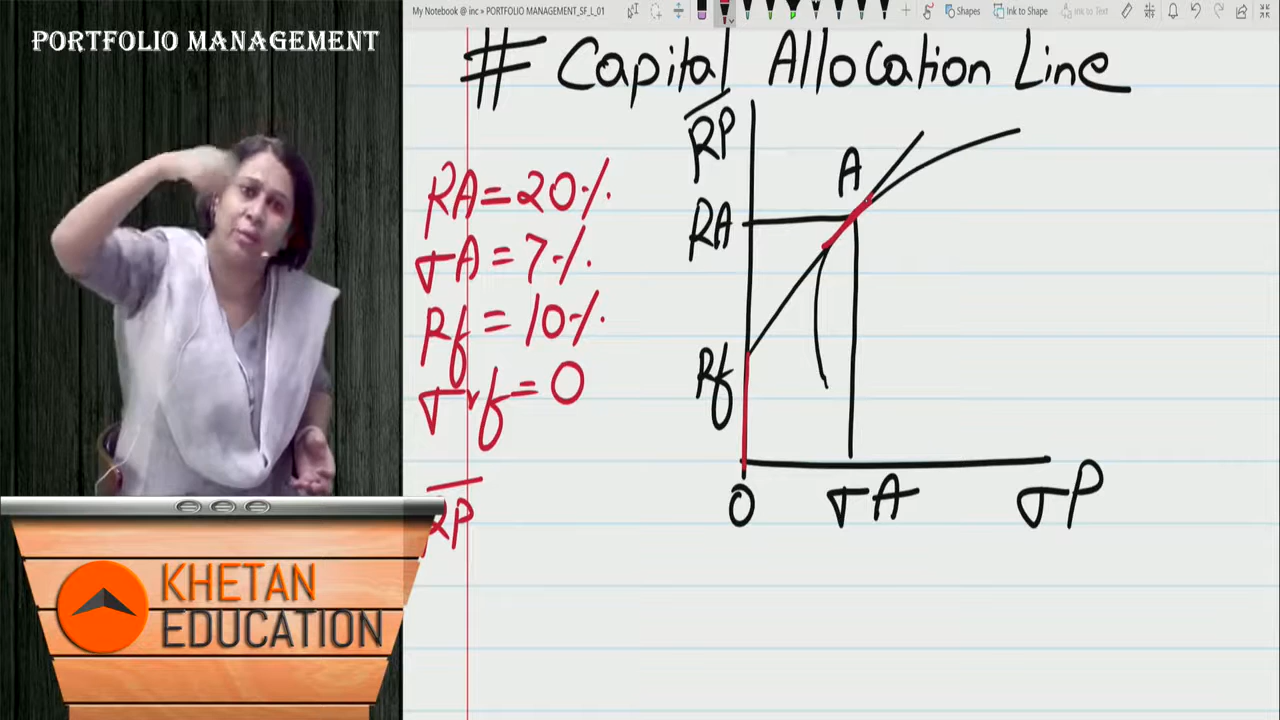 My Notebook @ inc » PORTFOLIO MANAGEMENT_SF_L_01
Shapes
Ink to Shape
Ink to Text
PORTFOLIO MANAGEMENT
# Capital Allocation Line
R̅P̅
RA
A
Rf
0
σA
σP
RA = 20%
σA = 7%
Rf = 10%
σrf = 0
R̅P̅
KHETAN
EDUCATION